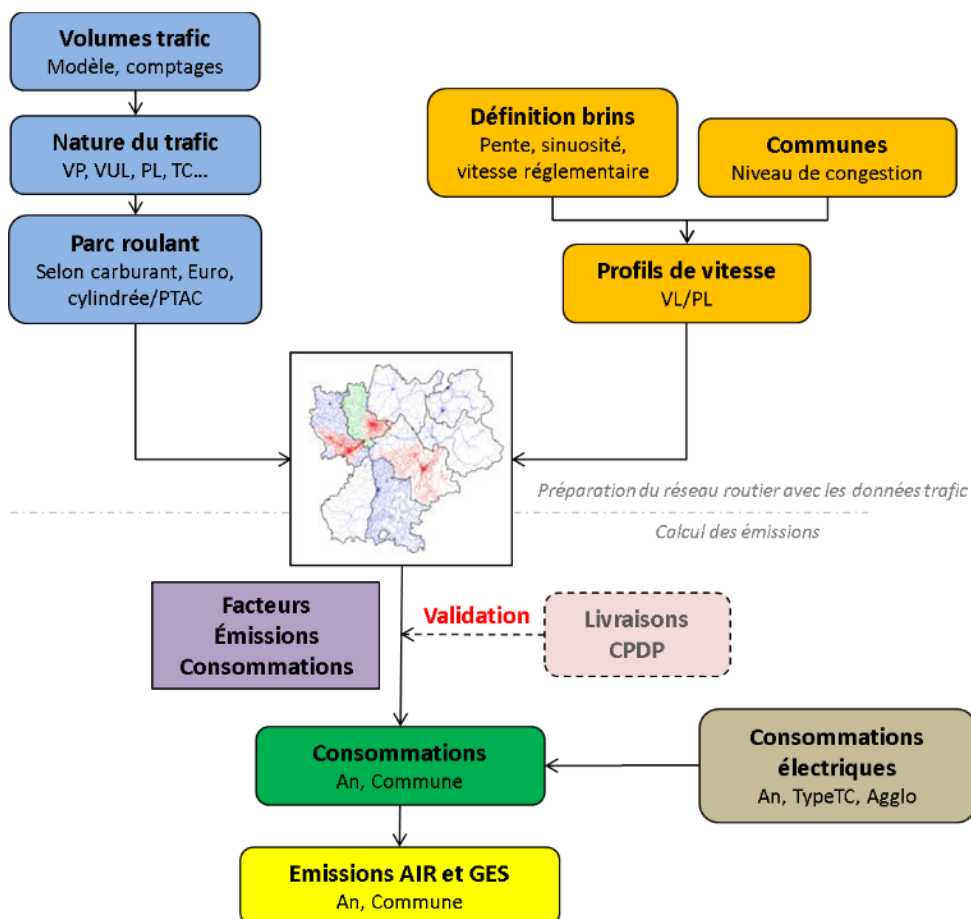 Volumes trafic
Modèle, comptages
Nature du trafic
VP, VUL, PL, TC...
Parc roulant
Selon carburant, Euro,
cylindrée/PTAC
Définition brins
Pente, sinuosité,
vitesse réglementaire
Communes
Niveau de congestion
Profils de vitesse
VL/PL
Préparation du réseau routier avec les données trafic
Calcul des émissions
Facteurs
Émissions
Consommations
Validation
Livraisons
CPDP
Consommations
An, Commune
Consommations
électriques
An, TypeTC, Agglo
Emissions AIR et GES
An, Commune